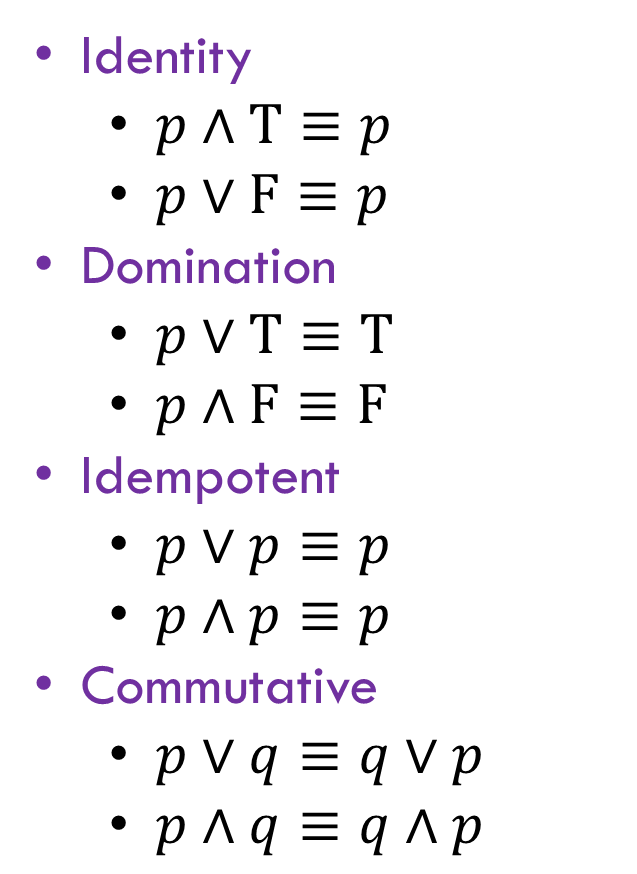 • Identity
• p ∧ T ≡ p
• p ∨ F ≡ p
• Domination
• p ∨ T ≡ T
• p ∧ F ≡ F
• Idempotent
• p ∨ p ≡ p
• p ∧ p ≡ p
• Commutative
• p ∨ q ≡ q ∨ p
• p ∧ q ≡ q ∧ p